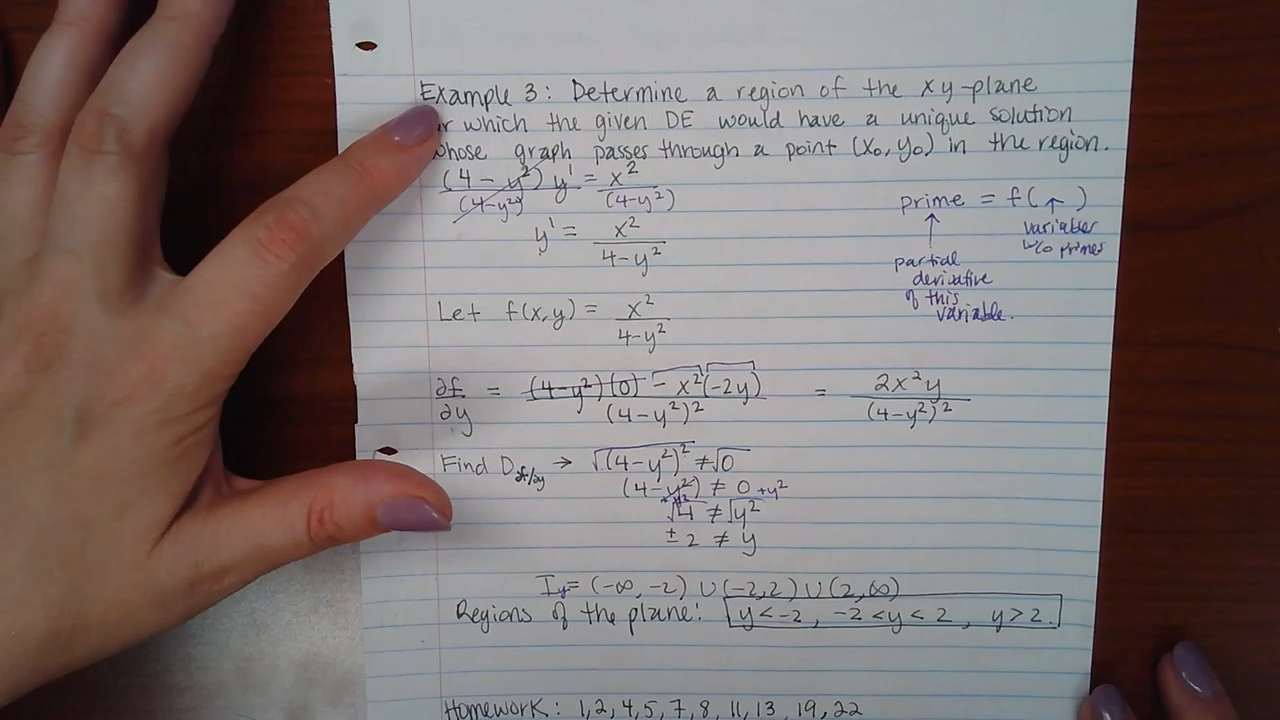 Example 3: Determine a region of the xy-plane
which the given DE would have a unique solution
graph passes through a point (x₀, y₀) in the region.
(4 - y²) y' = x²
(4-y²) (4-y²)
y' = x² / (4-y²)
prime = f( )
variables w/o primes
partial derivative of this variable.
Let f(x,y) = x² / (4-y²)
∂f/∂y = ((4-y²)(0) - x²(-2y)) / (4-y²)² = 2x²y / (4-y²)²
Find D ∂f/∂y → √(4-y²)² ≠ √0
(4-y²) ≠ 0 +y²
√4 ≠ √y²
± 2 ≠ y
I y = (-∞, -2) ∪ (-2,2) ∪ (2,∞)
Regions of the plane: y < -2, -2 < y < 2, y > 2.
Homework: 1, 2, 4, 5, 7, 8, 11, 13, 19, 22